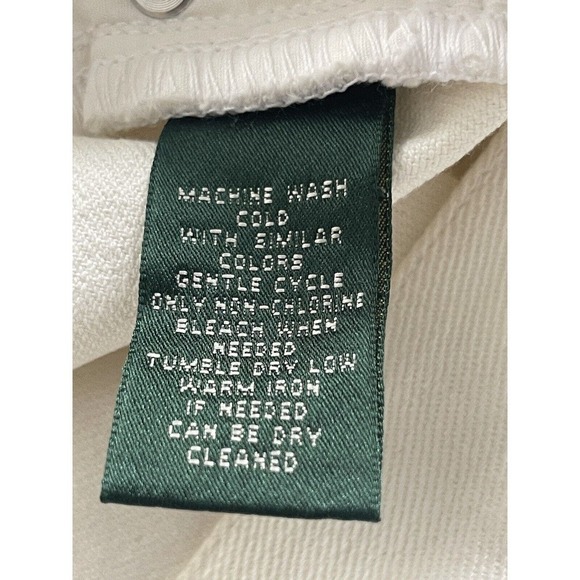 MACHINE WASH
COLD
WITH SIMILAR
COLORS
GENTLE CYCLE
ONLY NON-CHLORINE
BLEACH WHEN
NEEDED
TUMBLE DRY LOW
WARM IRON
IF NEEDED
CAN BE DRY
CLEANED